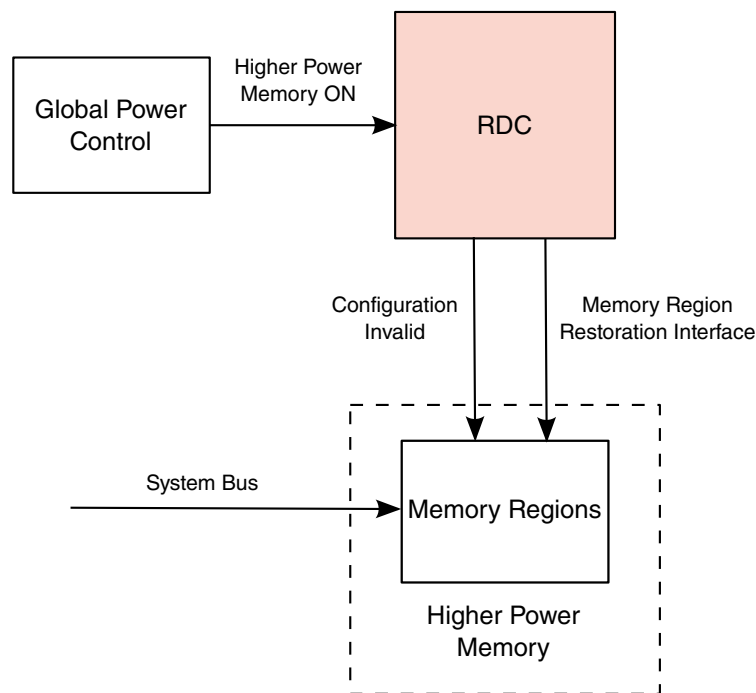 Higher Power
Memory ON
Global Power
Control
RDC
Configuration
Invalid
Memory Region
Restoration Interface
System Bus
Memory Regions
Higher Power
Memory